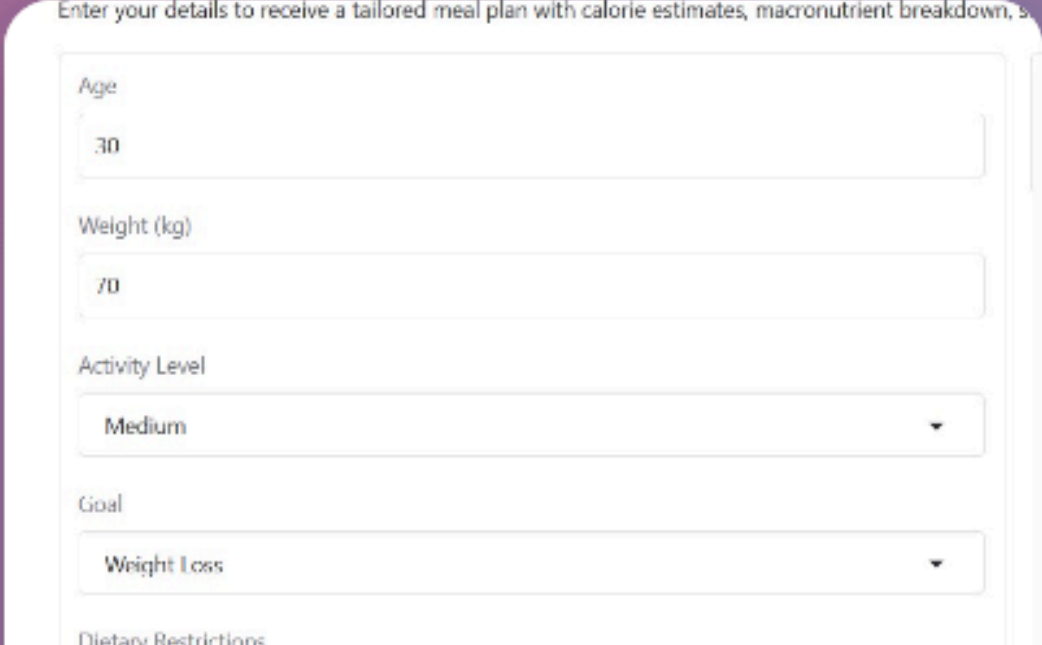 Enter your details to receive a tailored meal plan with calorie estimates, macronutrient breakdown,
Age
30
Weight (kg)
70
Activity Level
Medium
Goal
Weight Loss
Dietary Restrictions